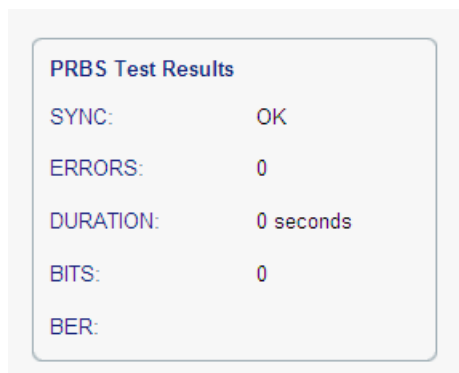 PRBS Test Results
SYNC: OK
ERRORS: 0
DURATION: 0 seconds
BITS: 0
BER: